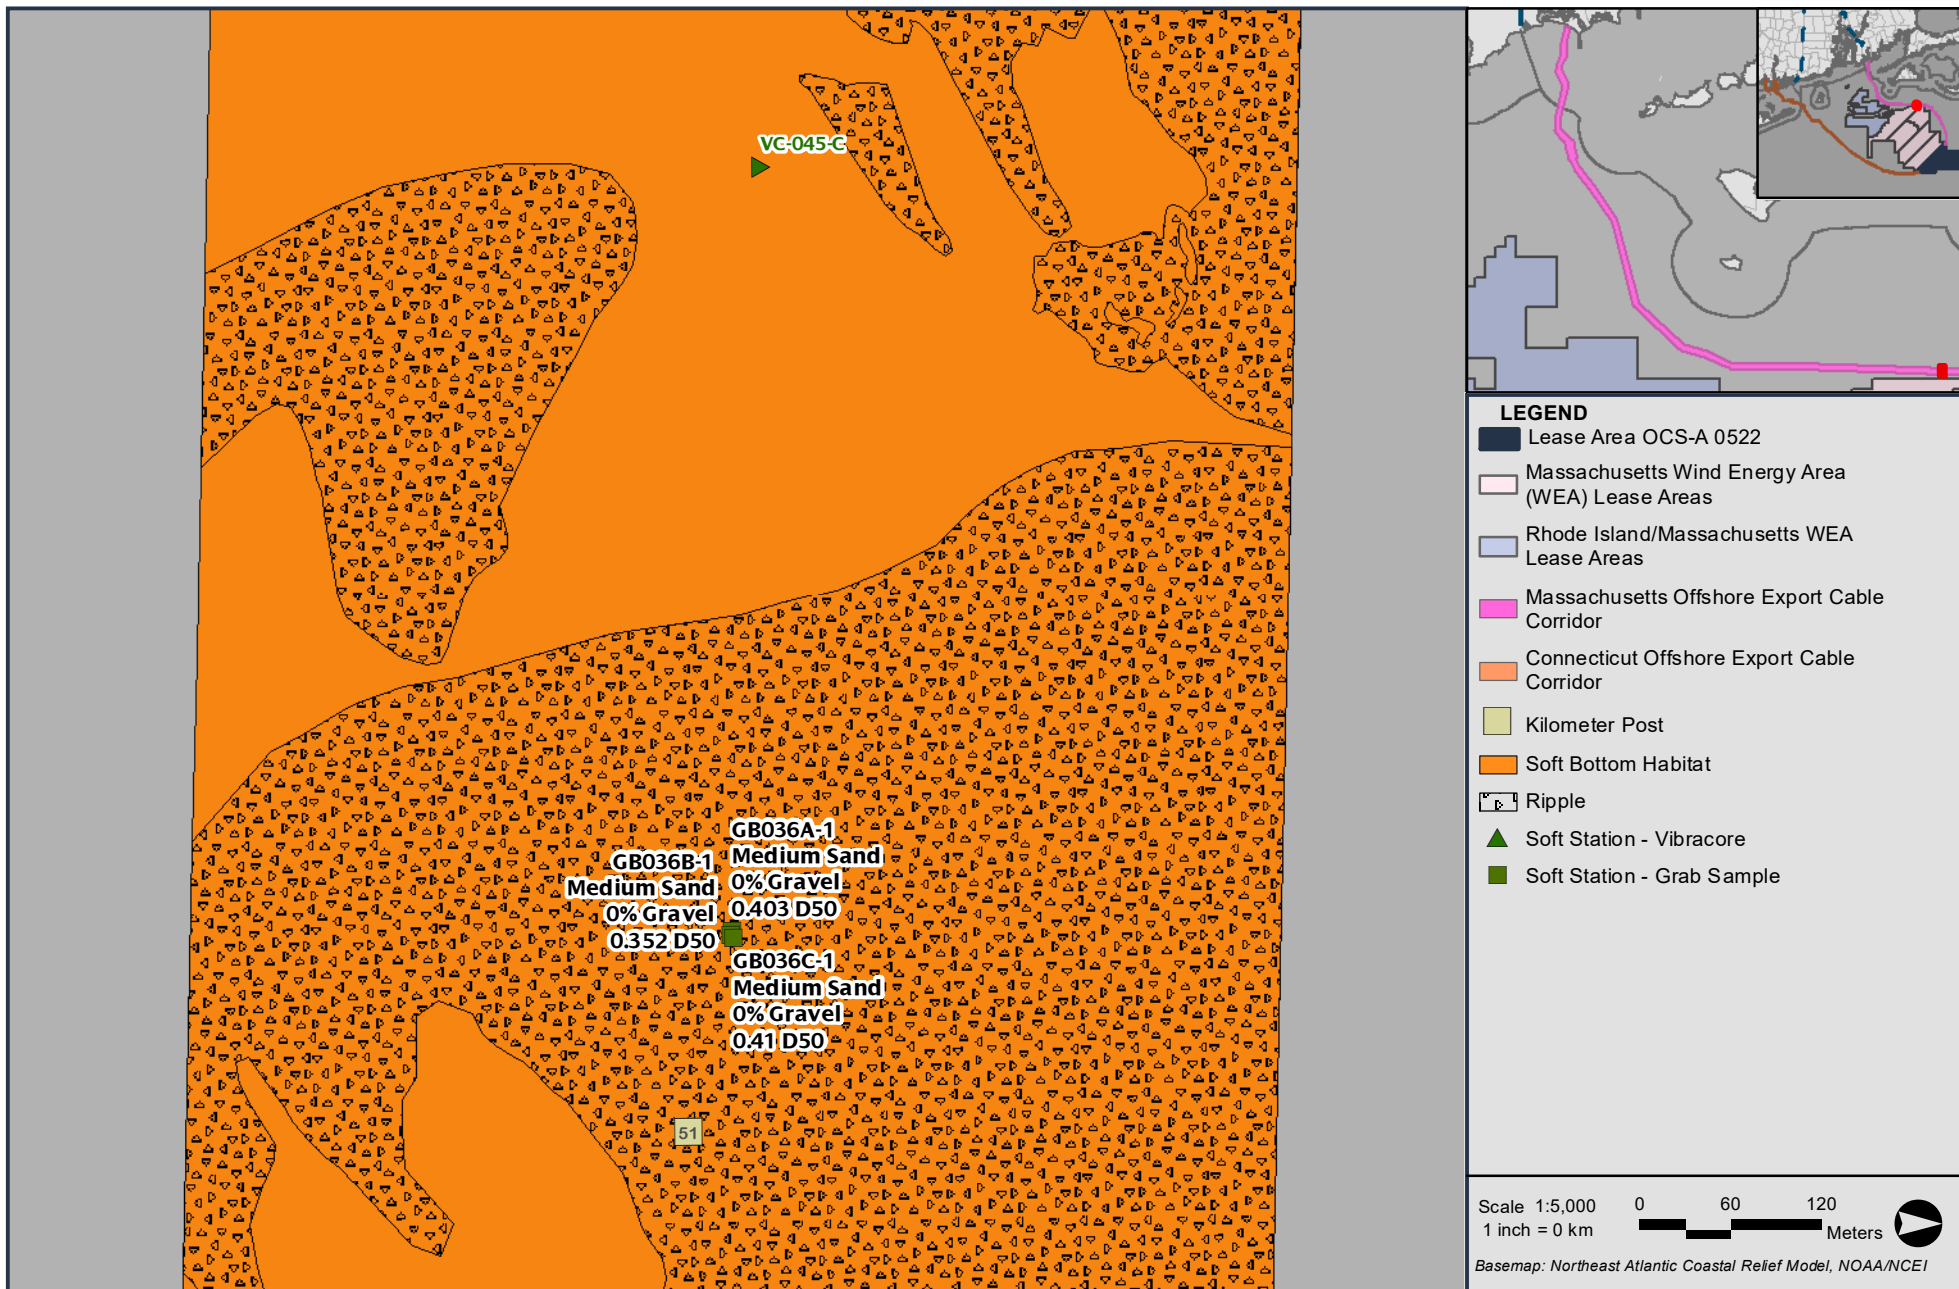 VC-045-C
GB036A-1
Medium Sand
0% Gravel
0.403 D50
GB036B-1
Medium Sand
0% Gravel
0.352 D50
GB036C-1
Medium Sand
0% Gravel
0.41 D50
51
LEGEND
Lease Area OCS-A 0522
Massachusetts Wind Energy Area
(WEA) Lease Areas
Rhode Island/Massachusetts WEA
Lease Areas
Massachusetts Offshore Export Cable
Corridor
Connecticut Offshore Export Cable
Corridor
Kilometer Post
Soft Bottom Habitat
Ripple
Soft Station - Vibracore
Soft Station - Grab Sample
Scale 1:5,000
1 inch = 0 km
0 60 120
Meters
Basemap: Northeast Atlantic Coastal Relief Model, NOAA/NCEI